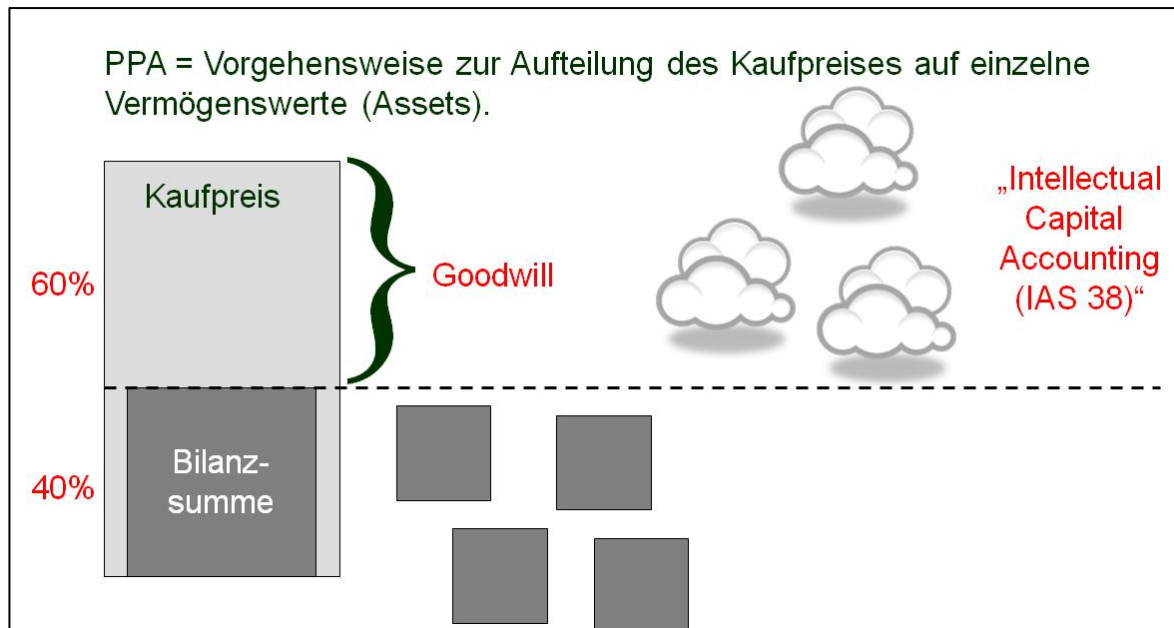 PPA = Vorgehensweise zur Aufteilung des Kaufpreises auf einzelne
Vermögenswerte (Assets).
Kaufpreis
60%
Goodwill
„Intellectual
Capital
Accounting
(IAS 38)“
40%
Bilanz-
summe